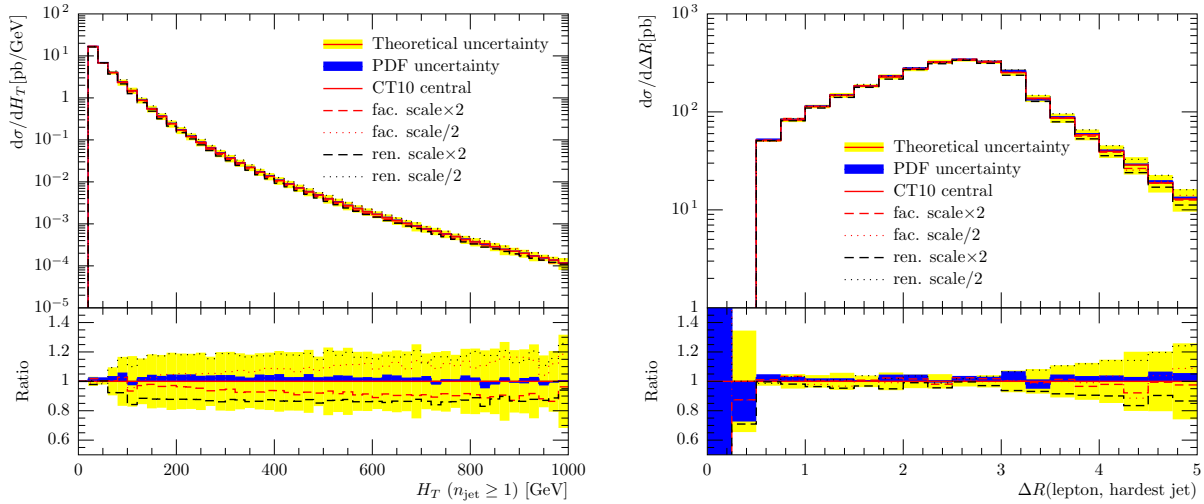 dσ/dH_T [pb/GeV]
10²
10¹
1
10⁻¹
10⁻²
10⁻³
10⁻⁴
10⁻⁵
Theoretical uncertainty
PDF uncertainty
CT10 central
fac. scale×2
fac. scale/2
ren. scale×2
ren. scale/2
Ratio
1.4
1.2
1
0.8
0.6
0 200 400 600 800 1000
H_T (n_jet ≥ 1) [GeV]
dσ/dΔR[pb]
10³
10²
10¹
1
Theoretical uncertainty
PDF uncertainty
CT10 central
fac. scale×2
fac. scale/2
ren. scale×2
ren. scale/2
Ratio
1.4
1.2
1
0.8
0.6
0 1 2 3 4 5
ΔR(lepton, hardest jet)